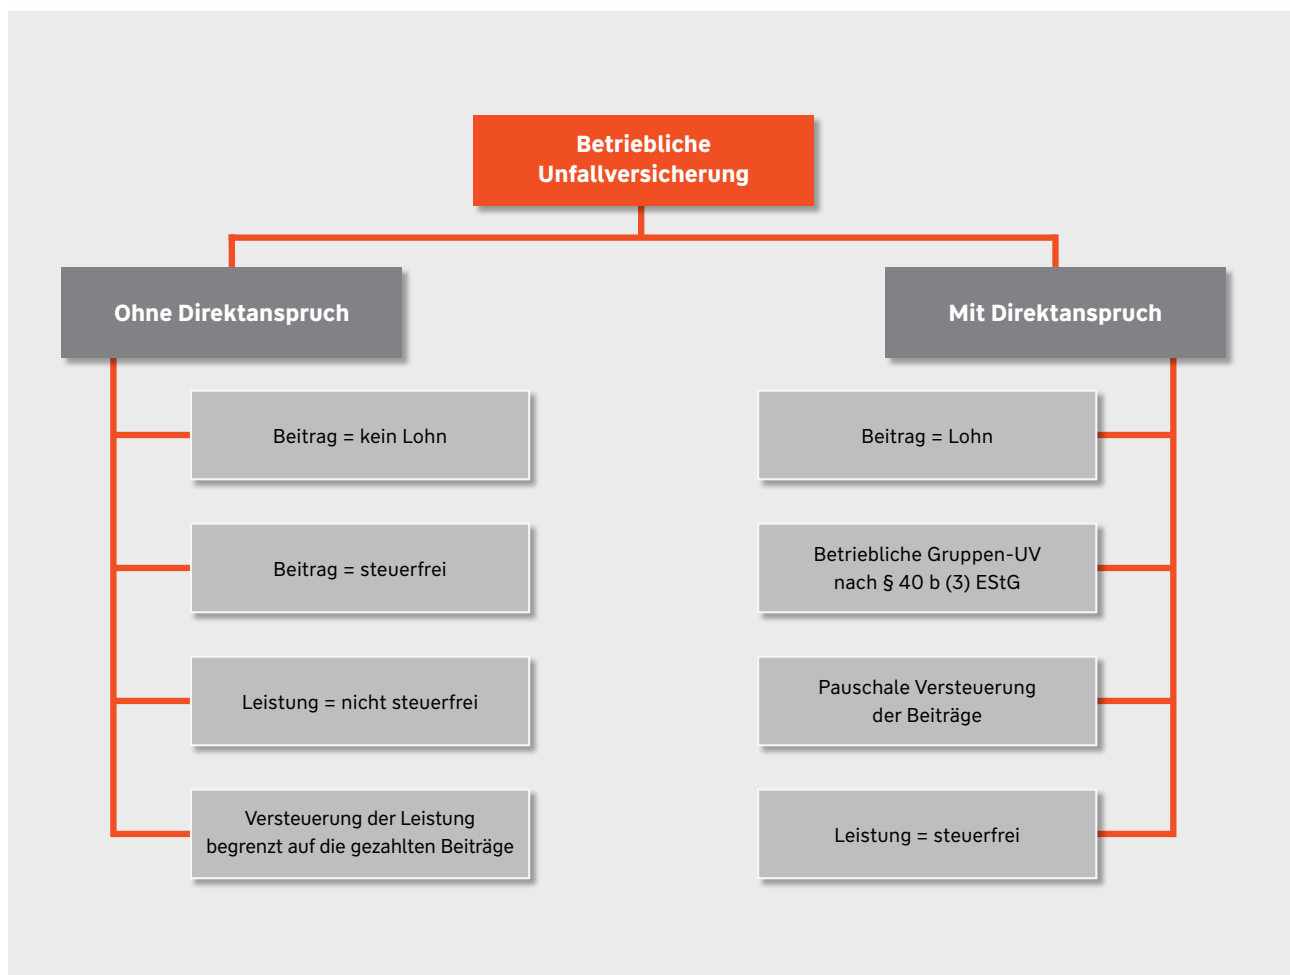 Betriebliche
Unfallversicherung
Ohne Direktanspruch
Beitrag = kein Lohn
Beitrag = steuerfrei
Leistung = nicht steuerfrei
Versteuerung der Leistung
begrenzt auf die gezahlten Beiträge
Mit Direktanspruch
Beitrag = Lohn
Betriebliche Gruppen-UV
nach § 40 b (3) EStG
Pauschale Versteuerung
der Beiträge
Leistung = steuerfrei